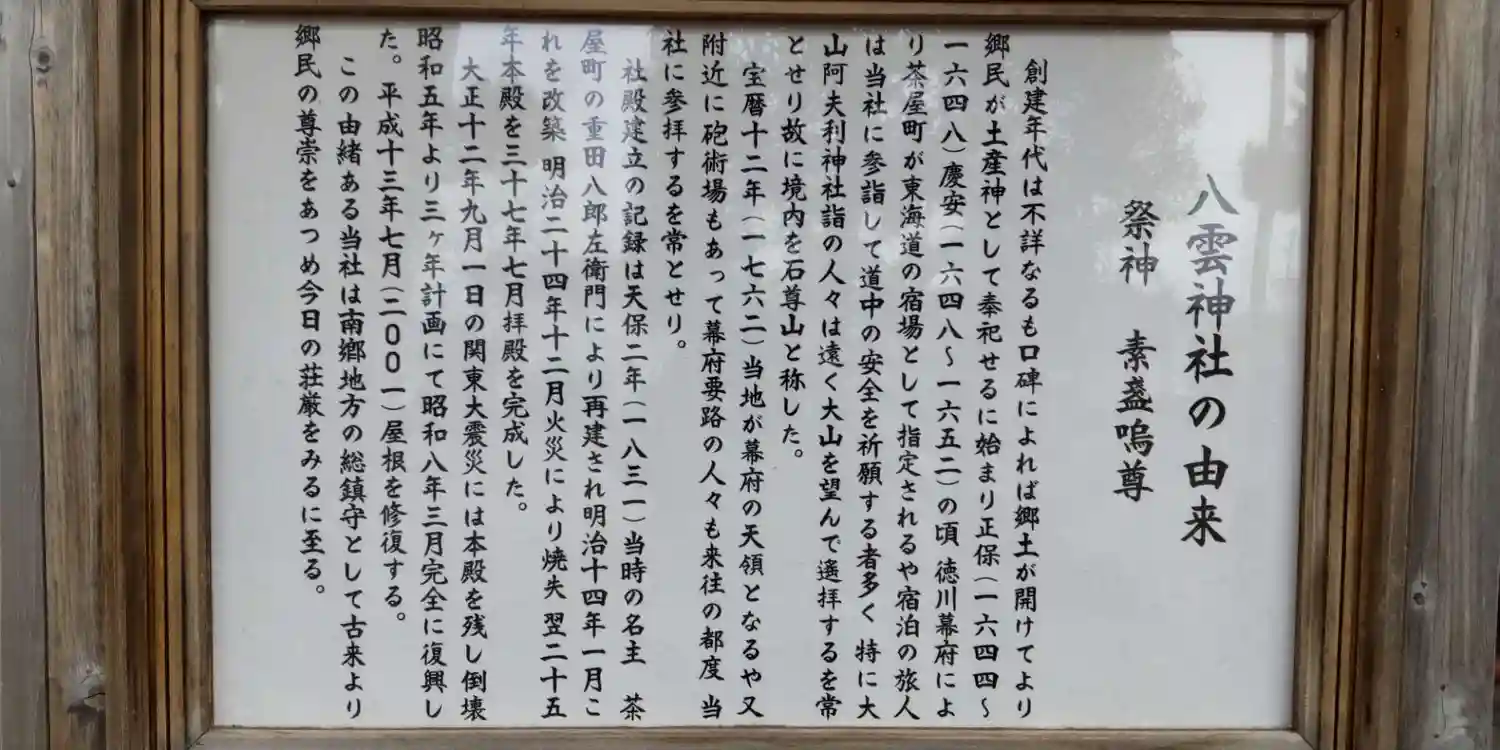 八雲神社の由来
祭神　素盞嗚尊
創建年代は不詳なるも口碑によれば郷土が開けてより
郷民が土産神として奉祀せるに始まり正保(一六四四〜
一六四八)慶安(一六四八〜一六五二)の頃 徳川幕府によ
り茶屋町が東海道の宿場として指定されるや宿泊の旅人
は当社に参詣して道中の安全を祈願する者多く 特に大
山阿夫利神社詣の人々は遠く大山を望んで遙拝するを常
とせり故に境内を石尊山と称した。
宝暦十二年(一七六二)当地が幕府の天領となるや又
附近に砲術場もあって幕府要路の人々も来往の都度 当
社に参拝するを常とせり。
社殿建立の記録は天保二年(一八三一)当時の名主　茶
屋町の重田八郎左衛門により再建され明治十四年一月こ
れを改築 明治二十四年十二月火災により焼失 翌二十五
年本殿を三十七年七月拝殿を完成した。
大正十二年九月一日の関東大震災には本殿を残し倒壊
昭和五年より三ヶ年計画にて昭和八年三月完全に復興し
た。平成十三年七月(二００一)屋根を修復する。
この由緒ある当社は南郷地方の総鎮守として古来より
郷民の尊崇をあつめ今日の荘厳をみるに至る。